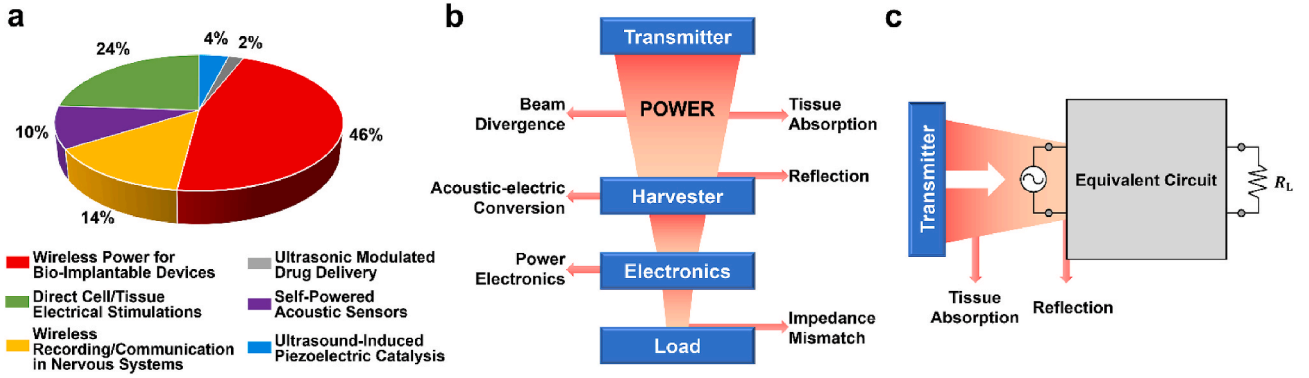 a
24%
4%
2%
10%
46%
14%
Wireless Power for
Bio-Implantable Devices
Direct Cell/Tissue
Electrical Stimulations
Wireless
Recording/Communication
in Nervous Systems
Ultrasonic Modulated
Drug Delivery
Self-Powered
Acoustic Sensors
Ultrasound-Induced
Piezoelectric Catalysis
b
Transmitter
POWER
Beam
Divergence
Tissue
Absorption
Reflection
Harvester
Acoustic-electric
Conversion
Power
Electronics
Electronics
Impedance
Mismatch
Load
c
Transmitter
Equivalent Circuit
RL
Tissue
Absorption
Reflection